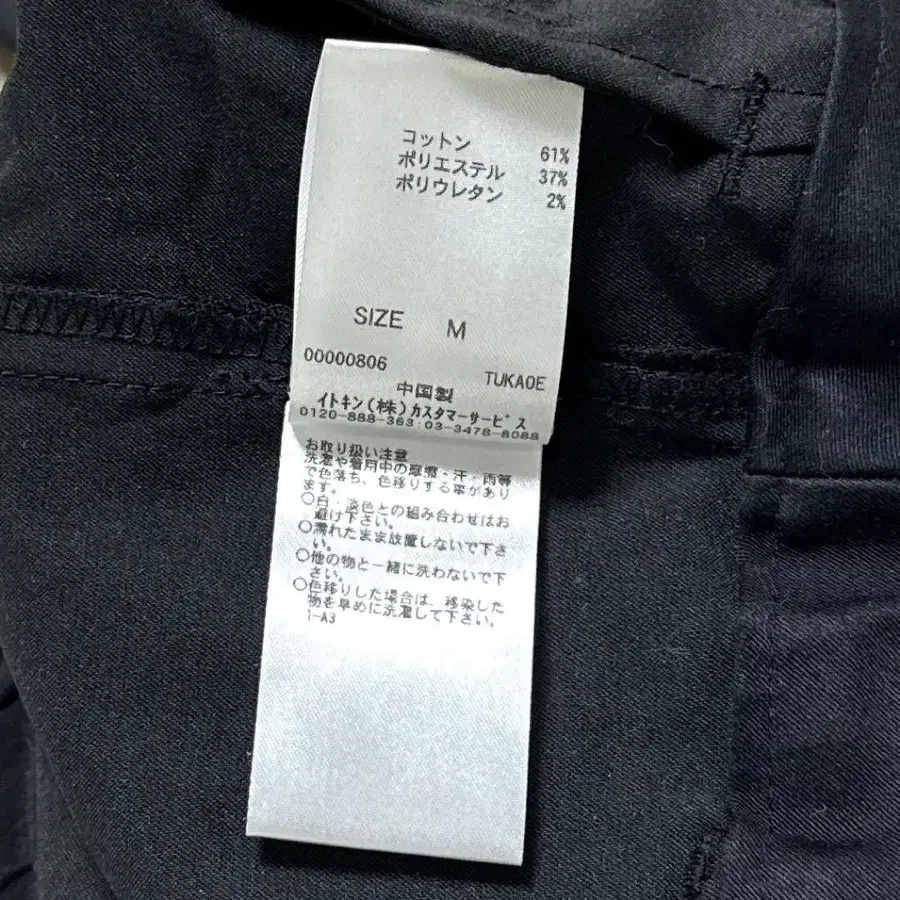 コットン 61%
ポリエステル 37%
ポリウレタン 2%
SIZE M
00000806 TUKAOE
中国製
イトキン(株)カスタマーサービス
0120-888-363:03-3478-8088
お取り扱い注意
洗濯や着用中の摩擦・汗・雨等
で色落ち、色移りする事があり
ます。
○白・淡色との組み合わせはお
避け下さい。
○濡れたまま放置しないで下さ
い。
○他の物と一緒に洗わないで下
さい。
○色移りした場合は、移染した
物を早めに洗濯して下さい。
1-A3